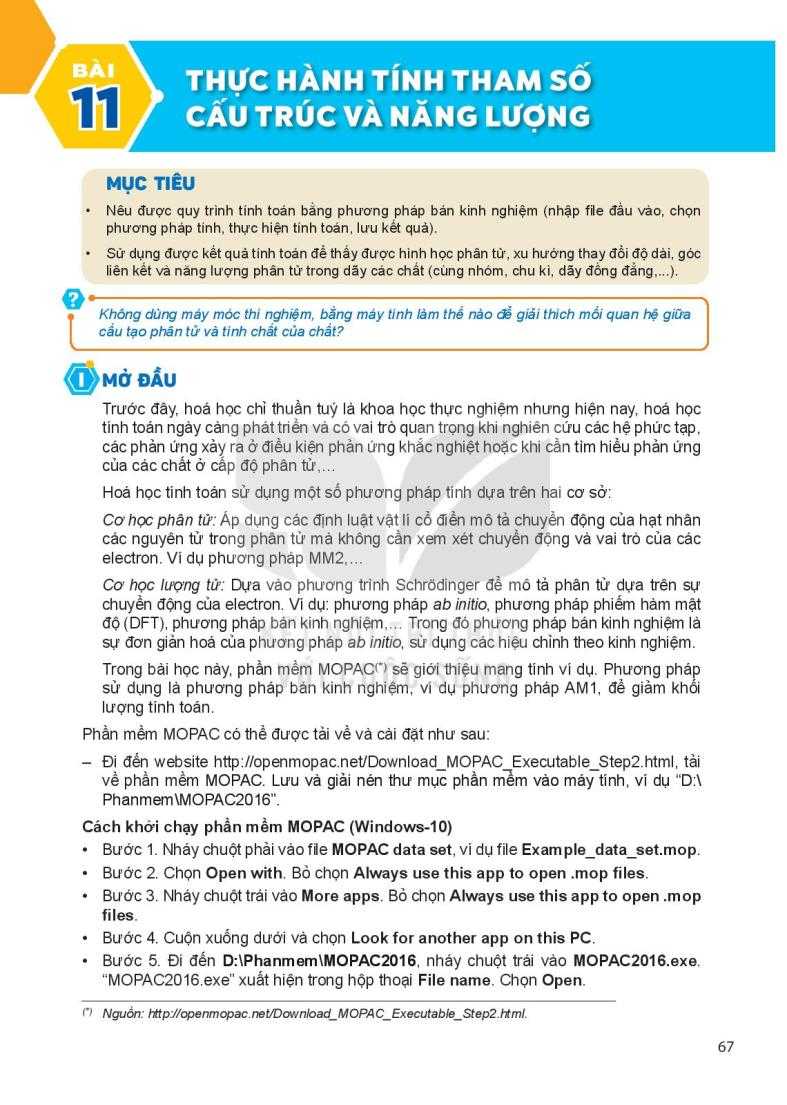 BÀI
11
THỰC HÀNH TÍNH THAM SỐ
CẤU TRÚC VÀ NĂNG LƯỢNG
MỤC TIÊU
• Nêu được quy trình tính toán bằng phương pháp bán kinh nghiệm (nhập file đầu vào, chọn
phương pháp tính, thực hiện tính toán, lưu kết quả).
• Sử dụng được kết quả tính toán để thấy được hình học phân tử, xu hướng thay đổi độ dài, góc
liên kết và năng lượng phân tử trong dãy các chất (cùng nhóm, chu kì, dãy đồng đẳng,...).
?
Không dùng máy móc thí nghiệm, bằng máy tính làm thế nào để giải thích mối quan hệ giữa
cấu tạo phân tử và tính chất của chất?
I MỞ ĐẦU
Trước đây, hoá học chỉ thuần tuý là khoa học thực nghiệm nhưng hiện nay, hoá học
tính toán ngày càng phát triển và có vai trò quan trọng khi nghiên cứu các hệ phức tạp,
các phản ứng xảy ra ở điều kiện phản ứng khắc nghiệt hoặc khi cần tìm hiểu phản ứng
của các chất ở cấp độ phân tử,...
Hoá học tính toán sử dụng một số phương pháp tính dựa trên hai cơ sở:
Cơ học phân tử: Áp dụng các định luật vật lí cổ điển mô tả chuyển động của hạt nhân
các nguyên tử trong phân tử mà không cần xem xét chuyển động và vai trò của các
electron. Ví dụ phương pháp MM2,...
Cơ học lượng tử: Dựa vào phương trình Schrödinger để mô tả phân tử dựa trên sự
chuyển động của electron. Ví dụ: phương pháp ab initio, phương pháp phiếm hàm mật
độ (DFT), phương pháp bán kinh nghiệm,... Trong đó phương pháp bán kinh nghiệm là
sự đơn giản hoá của phương pháp ab initio, sử dụng các hiệu chỉnh theo kinh nghiệm.
Trong bài học này, phần mềm MOPAC(*) sẽ giới thiệu mang tính ví dụ. Phương pháp
sử dụng là phương pháp bán kinh nghiệm, ví dụ phương pháp AM1, để giảm khối
lượng tính toán.
KẾT NỐI TRI THỨC
VỚI CUỘC SỐNG
Phần mềm MOPAC có thể được tải về và cài đặt như sau:
– Đi đến website http://openmopac.net/Download_MOPAC_Executable_Step2.html, tải
về phần mềm MOPAC. Lưu và giải nén thư mục phần mềm vào máy tính, ví dụ “D:\
Phanmem\MOPAC2016”.
Cách khởi chạy phần mềm MOPAC (Windows-10)
• Bước 1. Nháy chuột phải vào file MOPAC data set, ví dụ file Example_data_set.mop.
• Bước 2. Chọn Open with. Bỏ chọn Always use this app to open .mop files.
• Bước 3. Nháy chuột trái vào More apps. Bỏ chọn Always use this app to open .mop
files.
• Bước 4. Cuộn xuống dưới và chọn Look for another app on this PC.
• Bước 5. Đi đến D:\Phanmem\MOPAC2016, nháy chuột trái vào MOPAC2016.exe.
“MOPAC2016.exe” xuất hiện trong hộp thoại File name. Chọn Open.
(*) Nguồn: http://openmopac.net/Download_MOPAC_Executable_Step2.html.
67